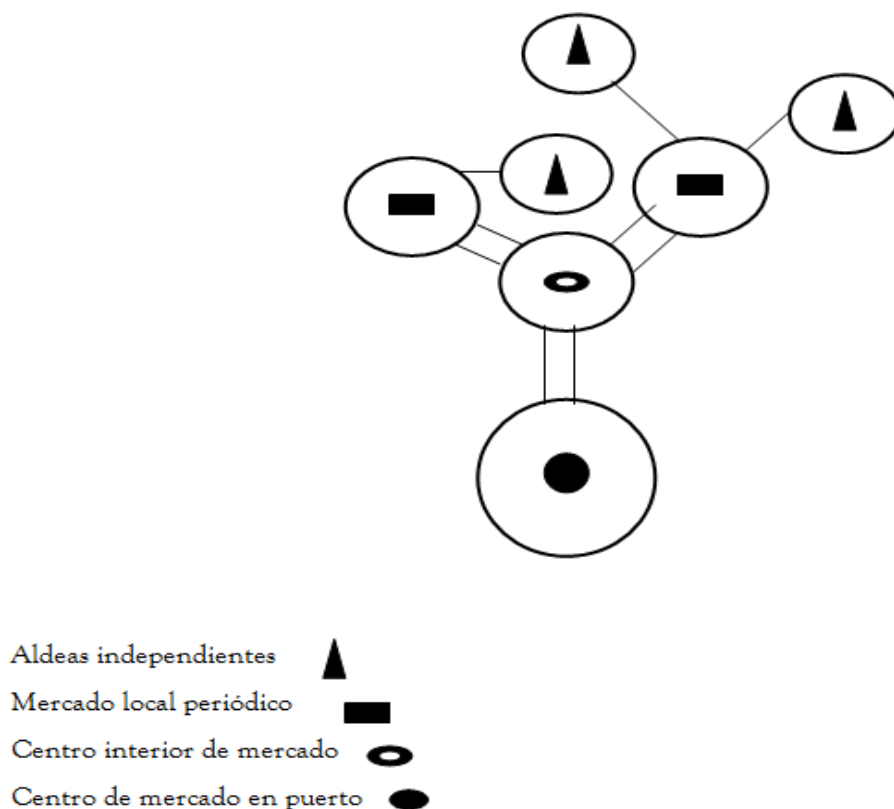 Aldeas independientes
Mercado local periódico
Centro interior de mercado
Centro de mercado en puerto